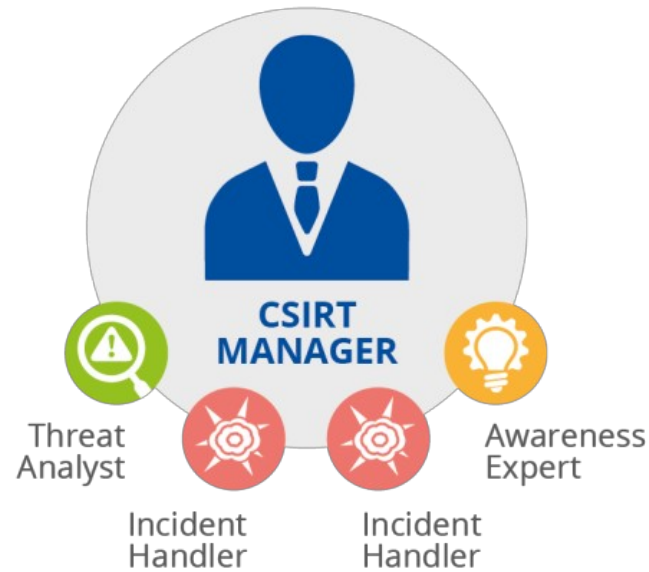 CSIRT
MANAGER
Threat
Analyst
Incident
Handler
Incident
Handler
Awareness
Expert